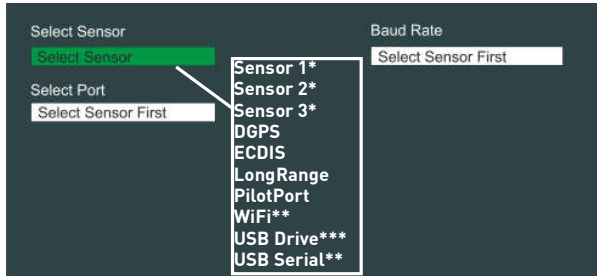 Select Sensor
Select Sensor
Select Port
Select Sensor First
Sensor 1*
Sensor 2*
Sensor 3*
DGPS
ECDIS
LongRange
PilotPort
WiFi**
USB Drive***
USB Serial**
Baud Rate
Select Sensor First